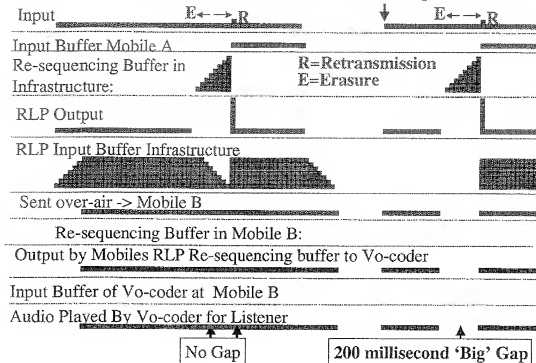 Input E R E R
Input Buffer Mobile A
Re-sequencing Buffer in
Infrastructure:
R=Retransmission
E=Erasure
RLP Output
RLP Input Buffer Infrastructure
Sent over-air -> Mobile B
Re-sequencing Buffer in Mobile B:
Output by Mobiles RLP Re-sequencing buffer to Vo-coder
Input Buffer of Vo-coder at Mobile B
Audio Played By Vo-coder for Listener
No Gap
200 millisecond 'Big' Gap